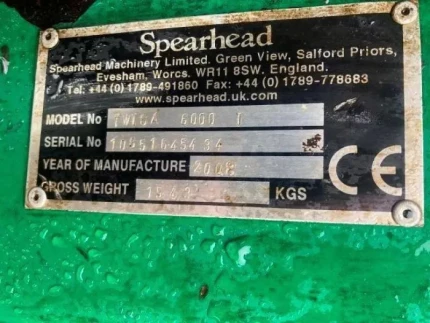 Spearhead
Spearhead Machinery Limited. Green View, Salford Priors,
Evesham, Worcs. WR11 8SW. England.
Tel: +44 (0)1789-491860 Fax: +44 (0) 1789-778683
www.spearhead.uk.com
MODEL No
SERIAL No
YEAR OF MANUFACTURE 2008
GROSS WEIGHT KGS
CE